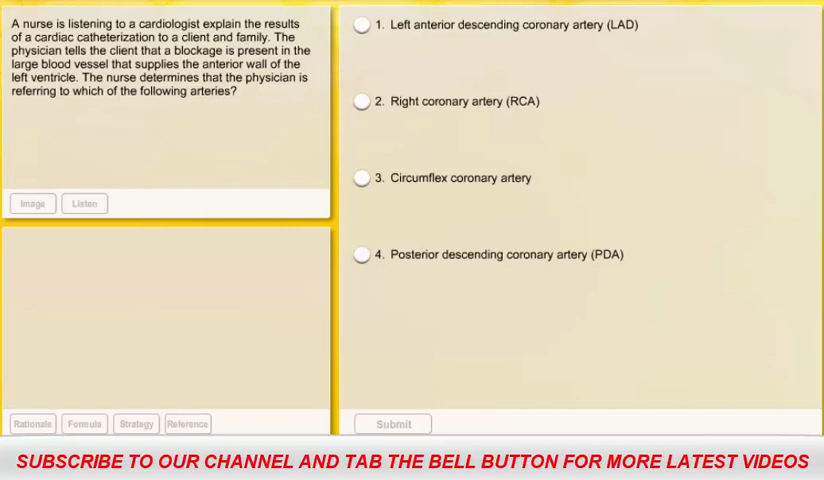 A nurse is listening to a cardiologist explain the results
of a cardiac catheterization to a client and family. The
physician tells the client that a blockage is present in the
large blood vessel that supplies the anterior wall of the
left ventricle. The nurse determines that the physician is
referring to which of the following arteries?
Image Listen
1. Left anterior descending coronary artery (LAD)
2. Right coronary artery (RCA)
3. Circumflex coronary artery
4. Posterior descending coronary artery (PDA)
Rationale Formula Strategy Reference
Submit
SUBSCRIBE TO OUR CHANNEL AND TAB THE BELL BUTTON FOR MORE LATEST VIDEOS